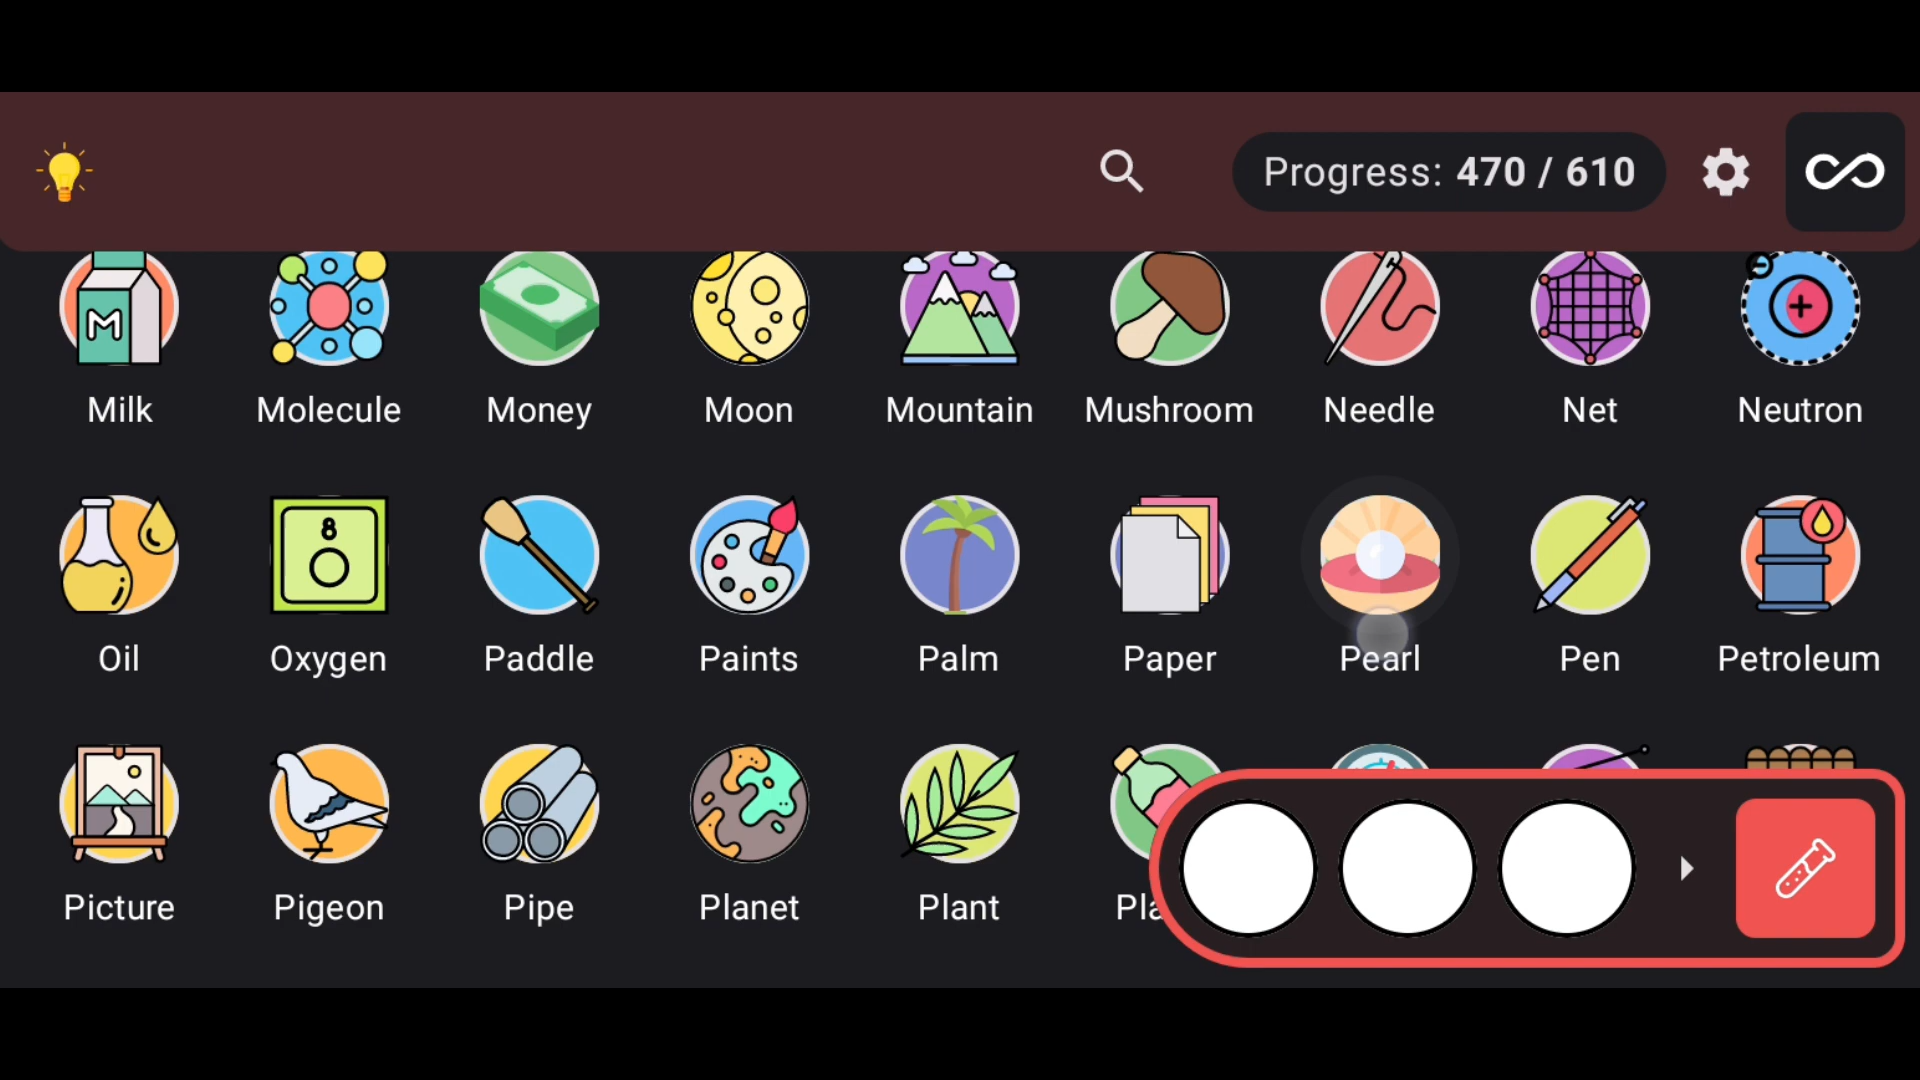 Progress: 470 / 610
M
Milk
Molecule
Money
Moon
Mountain
Mushroom
Needle
Net
Neutron
8
O
Oil
Oxygen
Paddle
Paints
Palm
Paper
Pearl
Pen
Petroleum
Picture
Pigeon
Pipe
Planet
Plant